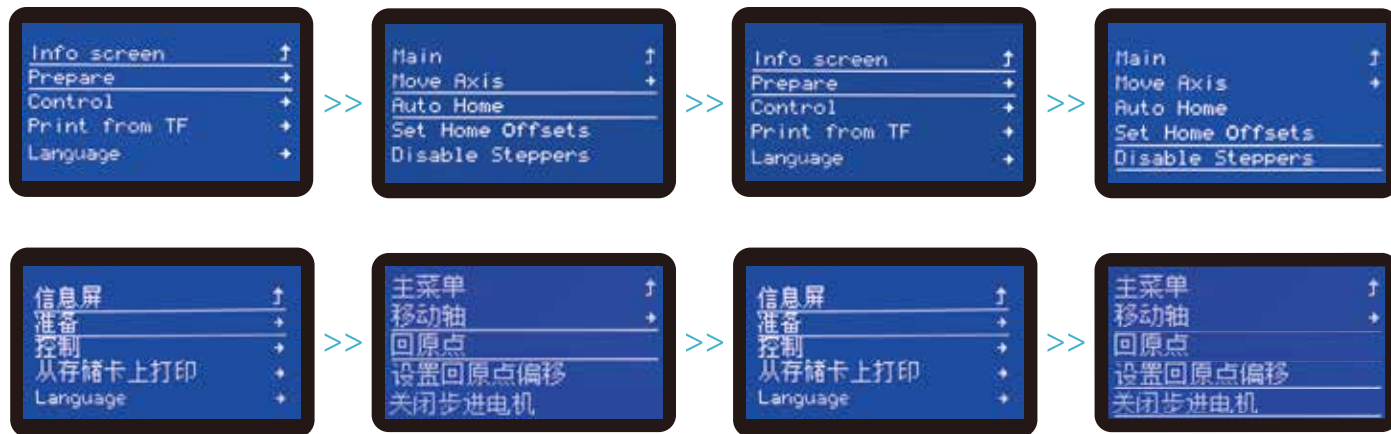 Info screen
Prepare
Control
Print from TF
Language
>>
Main
Move Axis
Auto Home
Set Home Offsets
Disable Steppers
>>
Info screen
Prepare
Control
Print from TF
Language
>>
Main
Move Axis
Auto Home
Set Home Offsets
Disable Steppers
信息屏
准备
控制
从存储卡上打印
Language
>>
主菜单
移动轴
回原点
设置回原点偏移
关闭步进电机
>>
信息屏
准备
控制
从存储卡上打印
Language
>>
主菜单
移动轴
回原点
设置回原点偏移
关闭步进电机